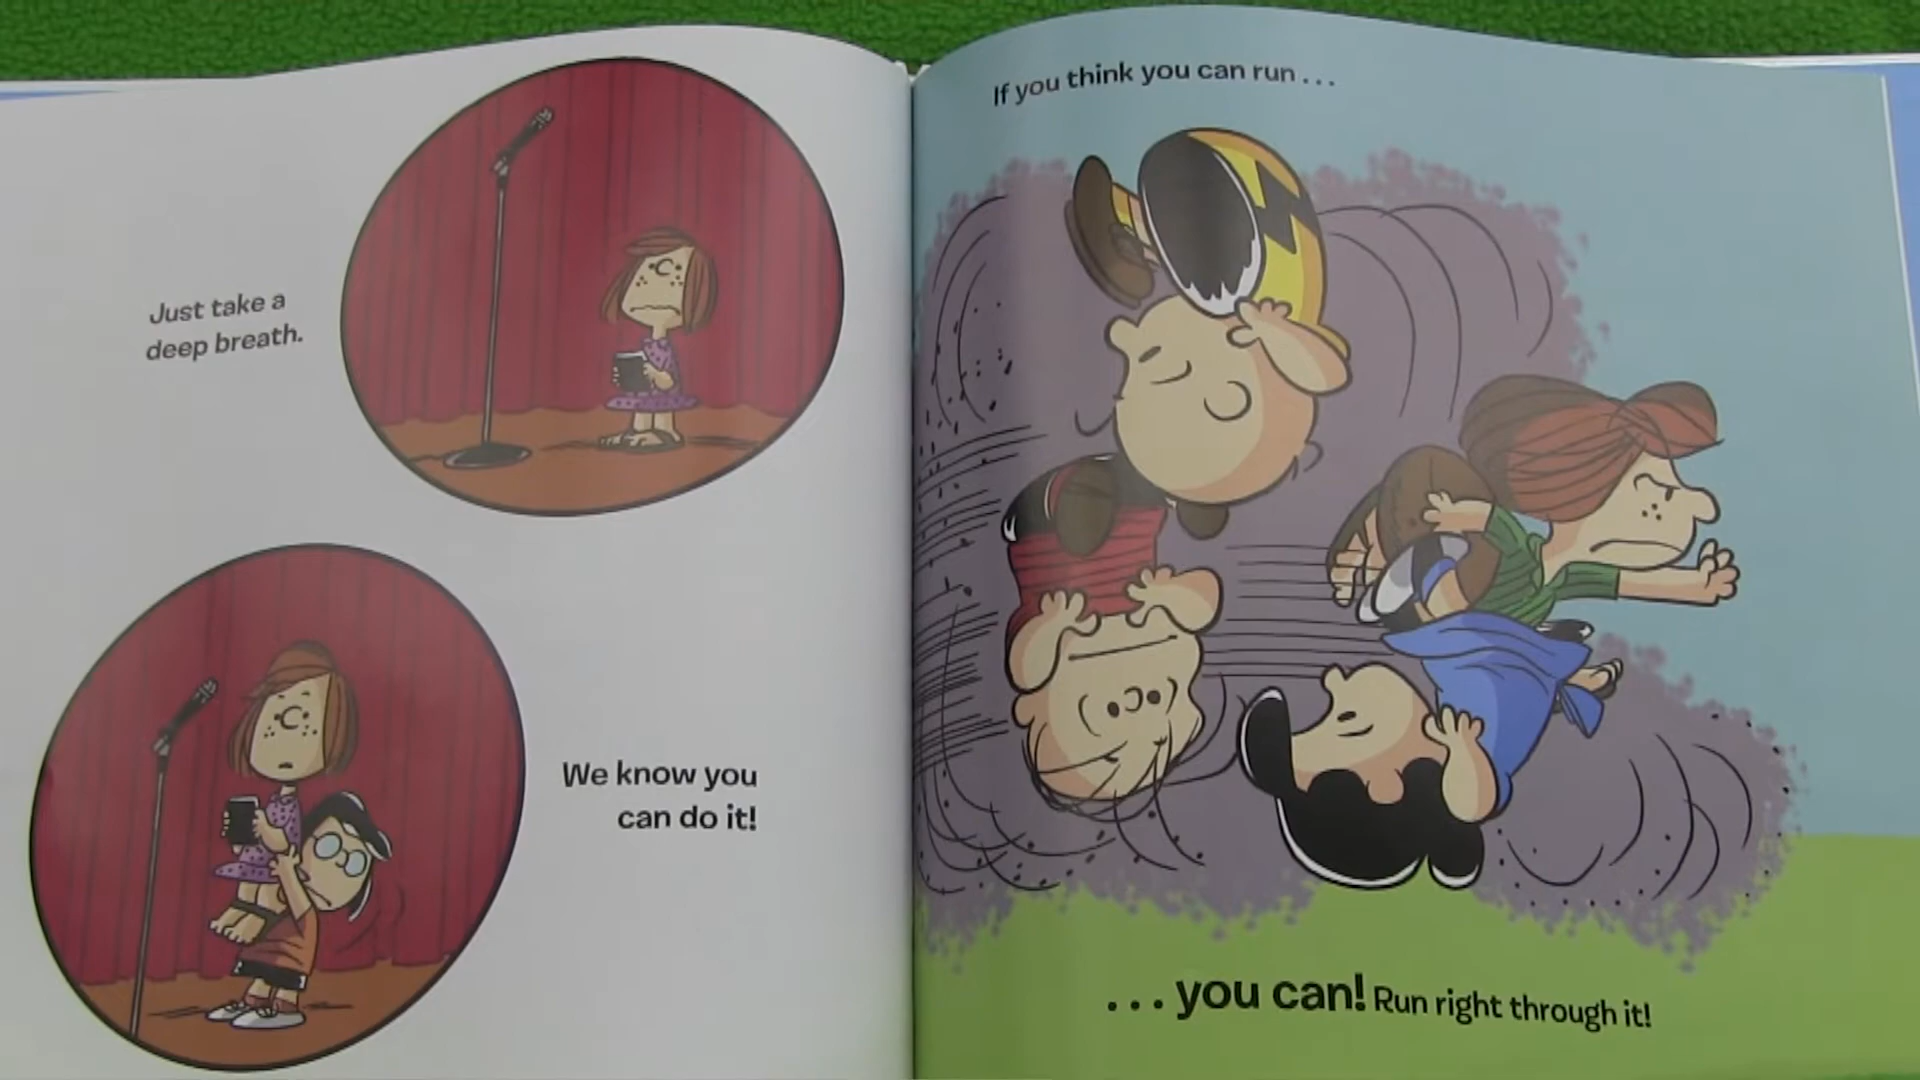 Just take a
deep breath.
We know you
can do it!
If you think you can run...
...you can! Run right through it!